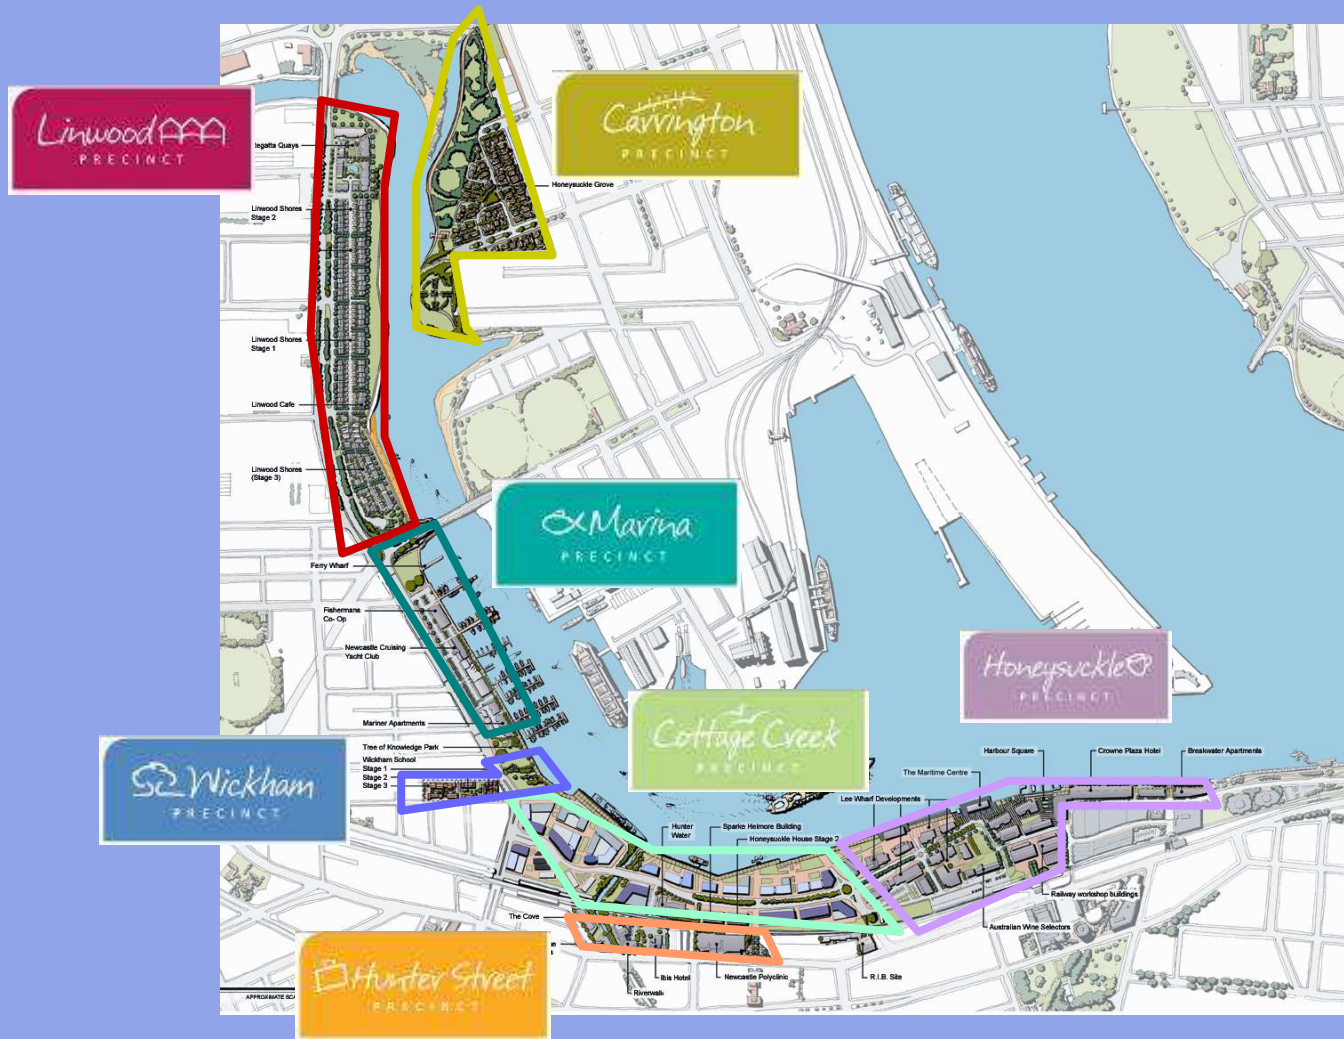 Linwood
PRECINCT
Carrington
PRECINCT
Regatta Quays
Honeysuckle Grove
Linwood Shores
Stage 2
Linwood Shores
Stage 1
Linwood Cafe
Linwood Shores
(Stage 3)
Marina
PRECINCT
Ferry Wharf
Fishermans
Co- Op
Newcastle Cruising
Yacht Club
Honeysuckle
PRECINCT
Cottage Creek
PRECINCT
Mariner Apartments
Tree of Knowledge Park
Wickham School
Stage 1
Stage 2
Stage 3
Wickham
PRECINCT
Harbour Square
Crowne Plaza Hotel
Breakwater Apartments
The Maritime Centre
Lee Wharf Developments
Hunter
Water
Sparke Helmore Building
Honeysuckle House Stage 2
Railway workshop buildings
The Cove
Australian Wine Selectors
Hunter Street
PRECINCT
Ibis Hotel
Newcastle Polyclinic
R.I.B. Site
Riverwalk
APPROXIMATE SCA